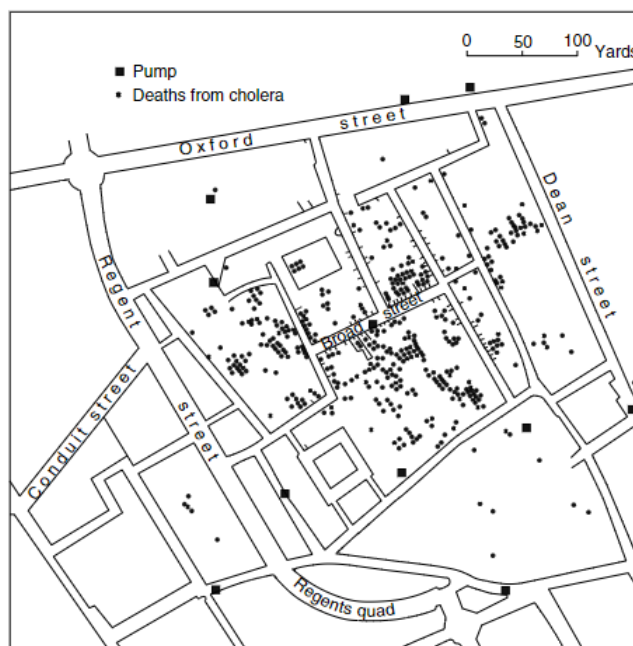 0 50 100 Yards
Pump
Deaths from cholera
Oxford street
Dean street
Regent street
Broad street
Conduit street
Regents quad